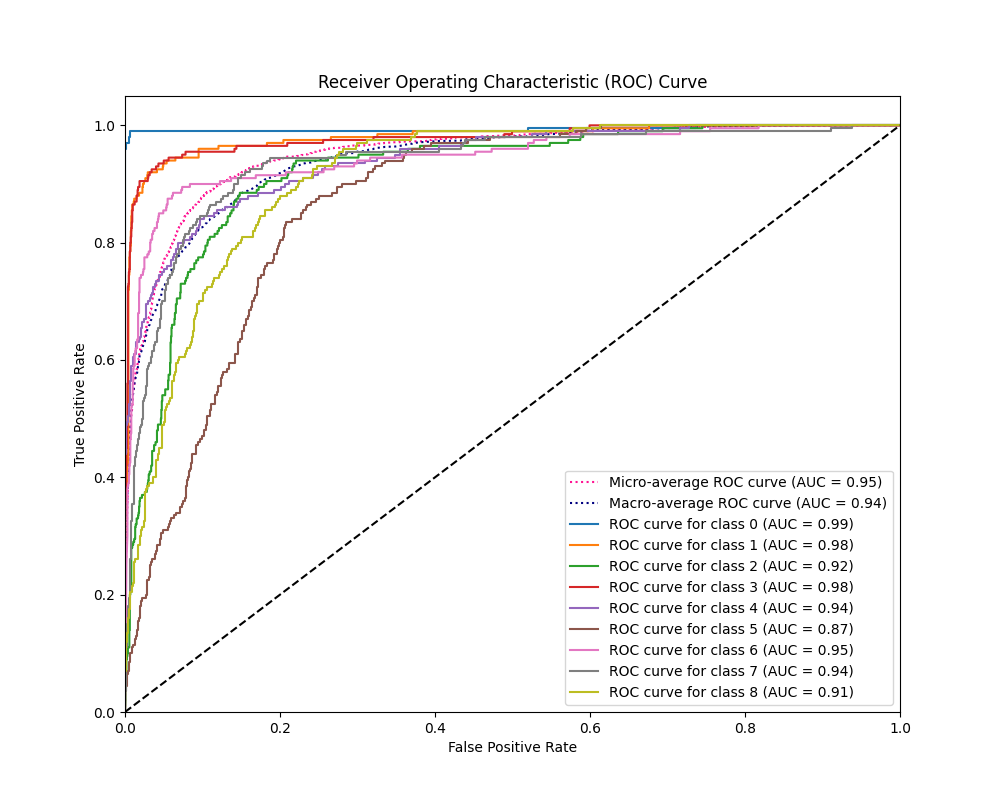 Receiver Operating Characteristic (ROC) Curve
1.0
0.8
0.6
0.4
0.2
0.0
True Positive Rate
Micro-average ROC curve (AUC = 0.95)
Macro-average ROC curve (AUC = 0.94)
ROC curve for class 0 (AUC = 0.99)
ROC curve for class 1 (AUC = 0.98)
ROC curve for class 2 (AUC = 0.92)
ROC curve for class 3 (AUC = 0.98)
ROC curve for class 4 (AUC = 0.94)
ROC curve for class 5 (AUC = 0.87)
ROC curve for class 6 (AUC = 0.95)
ROC curve for class 7 (AUC = 0.94)
ROC curve for class 8 (AUC = 0.91)
0.0 0.2 0.4 0.6 0.8 1.0
False Positive Rate